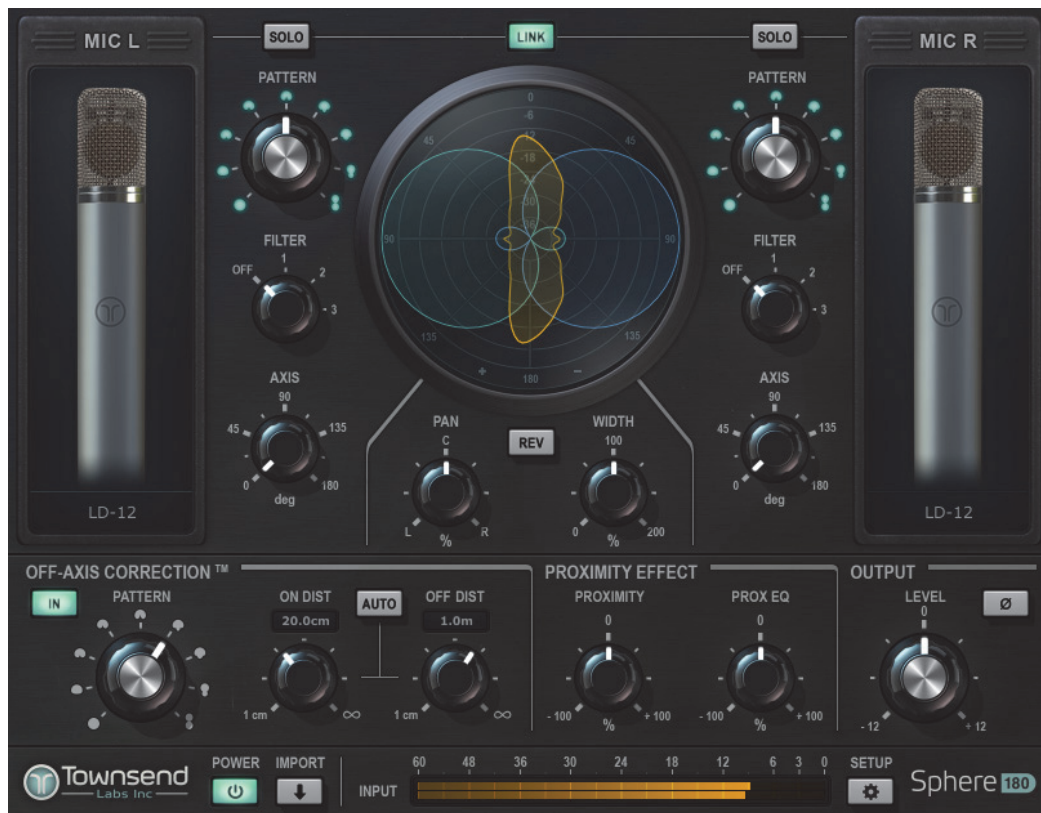 MIC L
SOLO
LINK
SOLO
MIC R
PATTERN
PATTERN
0
-6
-12
-18
-30
45
45
90
90
135
135
+
180
-
FILTER
OFF
1
2
3
FILTER
OFF
1
2
3
AXIS
90
45
135
0
180
deg
AXIS
90
45
135
0
180
deg
PAN
C
L
R
%
REV
WIDTH
100
0
200
%
LD-12
LD-12
OFF-AXIS CORRECTION ™
IN
PATTERN
ON DIST
20.0cm
1 cm
∞
AUTO
OFF DIST
1.0m
1 cm
∞
PROXIMITY EFFECT
PROXIMITY
0
- 100
+ 100
%
PROX EQ
0
-100
+ 100
%
OUTPUT
LEVEL
0
- 12
+ 12
Ø
Townsend
Labs Inc
POWER
IMPORT
INPUT
60 48 36 30 24 18 12 6 3 0
SETUP
Sphere 180